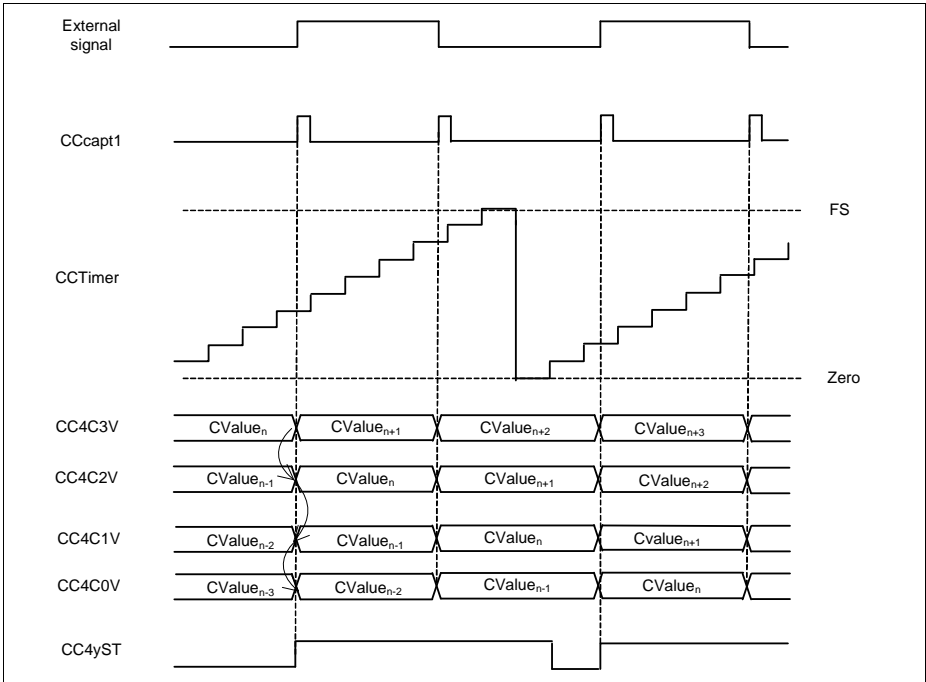 External
signal
CCcapt1
FS
CCTimer
Zero
CC4C3V CValueₙ CValueₙ₊₁ CValueₙ₊₂ CValueₙ₊₃
CC4C2V CValueₙ₋₁ CValueₙ CValueₙ₊₁ CValueₙ₊₂
CC4C1V CValueₙ₋₂ CValueₙ₋₁ CValueₙ Cvalueₙ₊₁
CC4C0V CValueₙ₋₃ CValueₙ₋₂ CValueₙ₋₁ CValueₙ
CC4yST